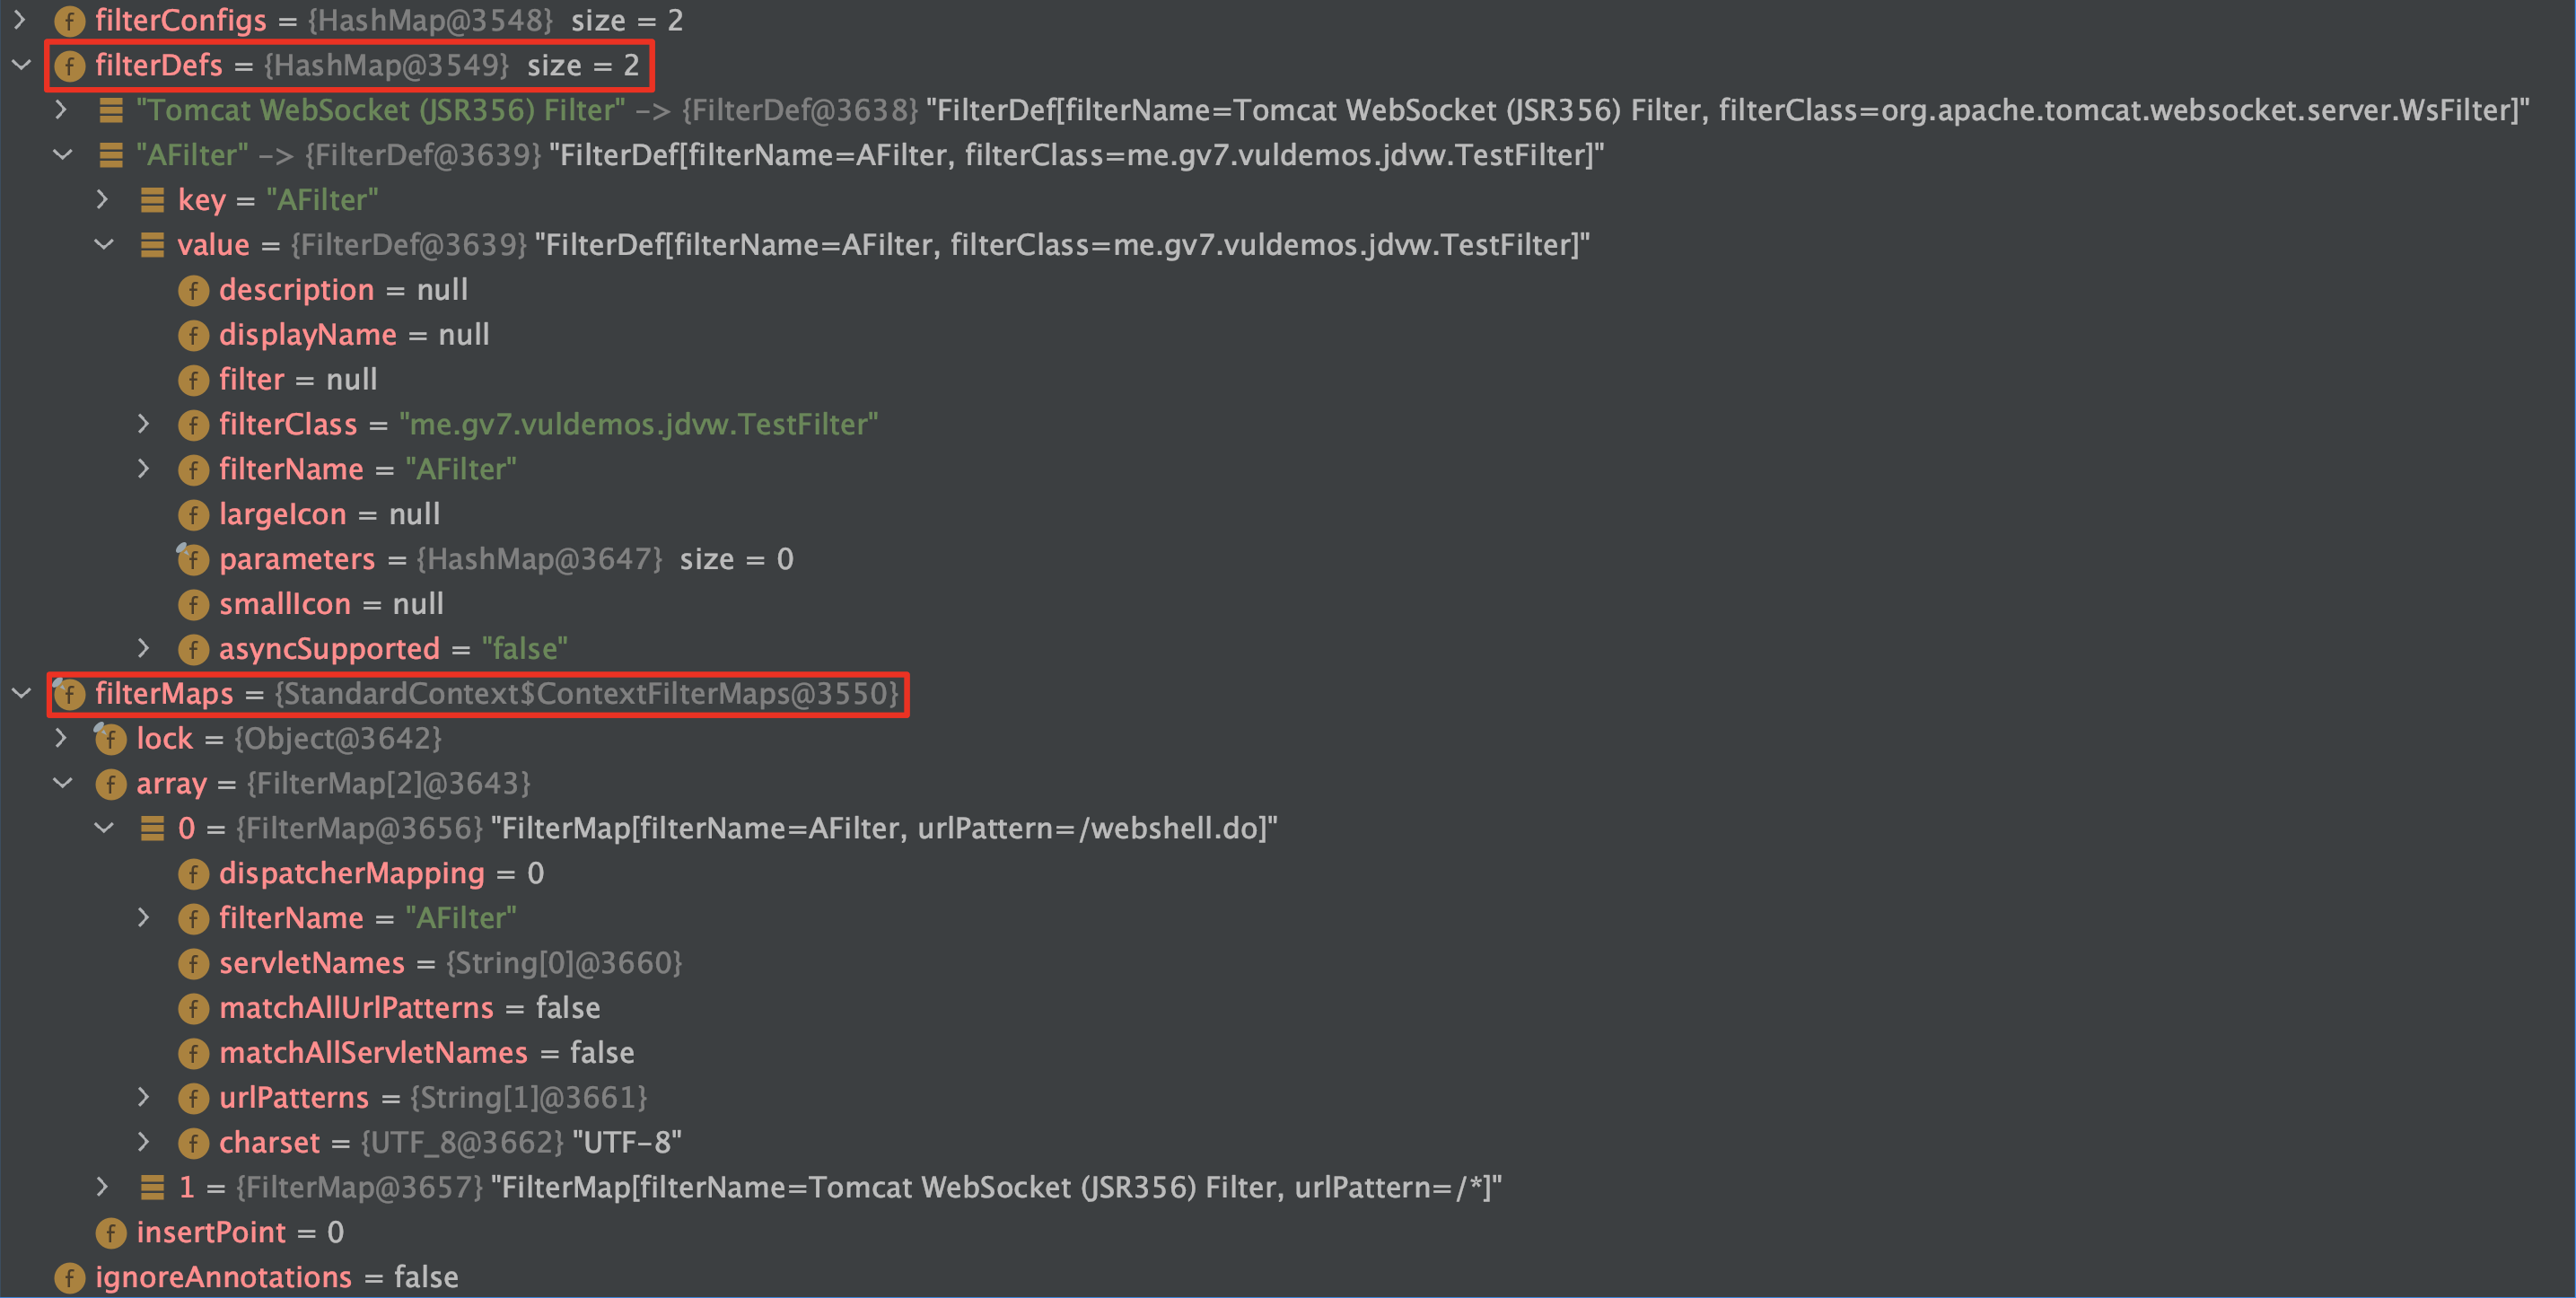 filterConfigs = {HashMap@3548} size = 2
filterDefs = {HashMap@3549} size = 2
"Tomcat WebSocket (JSR356) Filter" -> {FilterDef@3638} "FilterDef[filterName=Tomcat WebSocket (JSR356) Filter, filterClass=org.apache.tomcat.websocket.server.WsFilter]"
"AFilter" -> {FilterDef@3639} "FilterDef[filterName=AFilter, filterClass=me.gv7.vuldemos.jdvw.TestFilter]"
key = "AFilter"
value = {FilterDef@3639} "FilterDef[filterName=AFilter, filterClass=me.gv7.vuldemos.jdvw.TestFilter]"
description = null
displayName = null
filter = null
filterClass = "me.gv7.vuldemos.jdvw.TestFilter"
filterName = "AFilter"
largeIcon = null
parameters = {HashMap@3647} size = 0
smallIcon = null
asyncSupported = "false"
filterMaps = {StandardContext$ContextFilterMaps@3550}
lock = {Object@3642}
array = {FilterMap[2]@3643}
0 = {FilterMap@3656} "FilterMap[filterName=AFilter, urlPattern=/webshell.do]"
dispatcherMapping = 0
filterName = "AFilter"
servletNames = {String[0]@3660}
matchAllUrlPatterns = false
matchAllServletNames = false
urlPatterns = {String[1]@3661}
charset = {UTF_8@3662} "UTF-8"
1 = {FilterMap@3657} "FilterMap[filterName=Tomcat WebSocket (JSR356) Filter, urlPattern=/*]"
insertPoint = 0
ignoreAnnotations = false